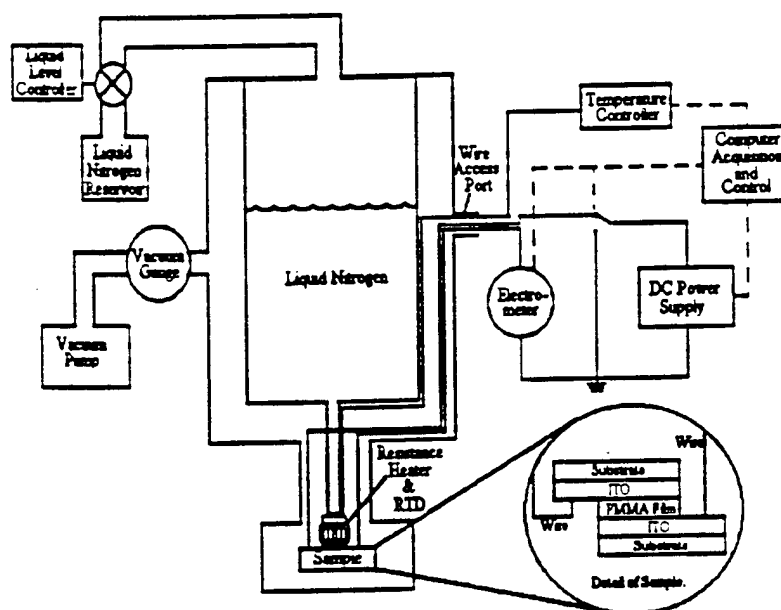 Liquid
Level
Controller
Liquid
Nitrogen
Reservoir
Vacuum
Gauge
Vacuum
Pump
Liquid Nitrogen
Wire
Access
Port
Temperature
Controller
Computer
Acquisition
and
Control
Electro-
meter
DC Power
Supply
Resistance
Heater
&
RTD
Sample
Wire
Substrate
ITO
PMMA Film
Wire
ITO
Substrate
Detail of Sample.